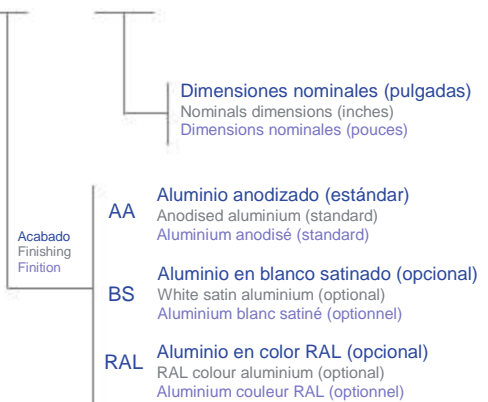 Dimensiones nominales (pulgadas)
Nominals dimensions (inches)
Dimensions nominales (pouces)
Acabado
Finishing
Finition
AA
Aluminio anodizado (estándar)
Anodised aluminium (standard)
Aluminium anodisé (standard)
BS
Aluminio en blanco satinado (opcional)
White satin aluminium (optional)
Aluminium blanc satiné (optionnel)
RAL
Aluminio en color RAL (opcional)
RAL colour aluminium (optional)
Aluminium couleur RAL (optionnel)